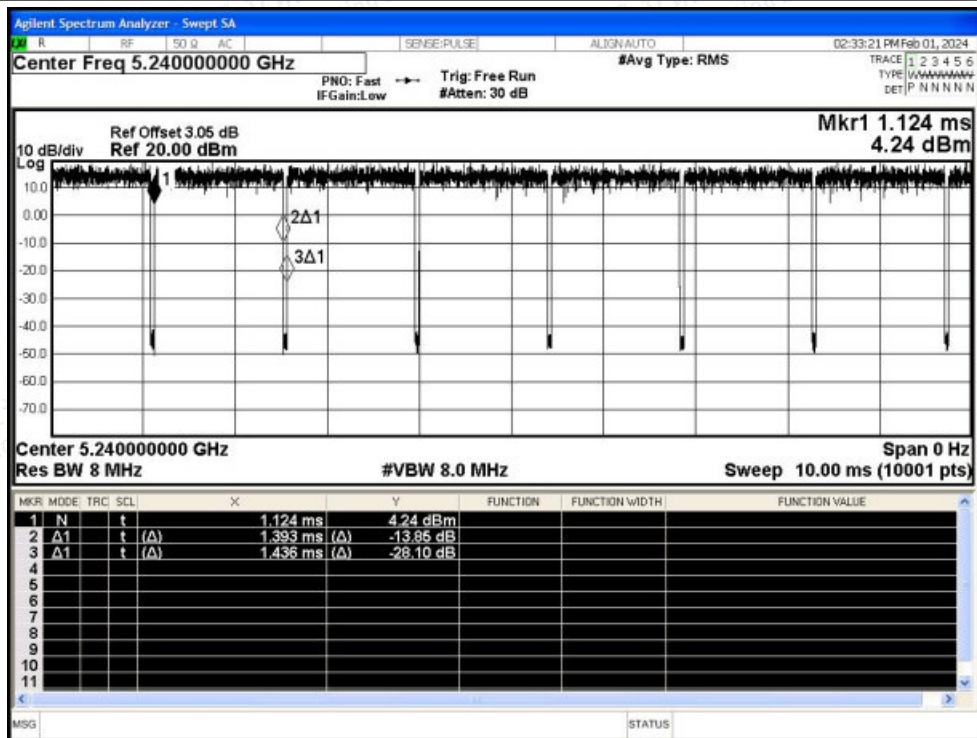 Agilent Spectrum Analyzer - Swept SA
LXI R RF 50 Ω AC SENSE:PULSE ALIGNAUTO 02:33:21 PM Feb 01, 2024
Center Freq 5.240000000 GHz #Avg Type: RMS TRACE 1 2 3 4 5 6
PNO: Fast Trig: Free Run TYPE
IFGain:Low #Atten: 30 dB DET P N N N N N
Mkr1 1.124 ms
Ref Offset 3.05 dB
10 dB/div Ref 20.00 dBm 4.24 dBm
Log
10.0
0.00
-10.0
-20.0
-30.0
-40.0
-50.0
-60.0
-70.0
1
2Δ1
3Δ1
Center 5.240000000 GHz Span 0 Hz
Res BW 8 MHz #VBW 8.0 MHz Sweep 10.00 ms (10001 pts)
MKR MODE TRC SCL X Y FUNCTION FUNCTION WIDTH FUNCTION VALUE
1 N t 1.124 ms 4.24 dBm
2 Δ1 t (Δ) 1.393 ms (Δ) -13.85 dB
3 Δ1 t (Δ) 1.436 ms (Δ) -28.10 dB
4
5
6
7
8
9
10
11
MSG STATUS